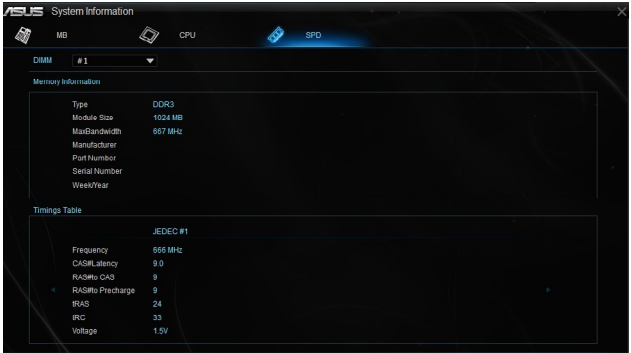 ASUS System Information
MB CPU SPD
DIMM #1
Memory Information
Type DDR3
Module Size 1024 MB
MaxBandwidth 667 MHz
Manufacturer
Part Number
Serial Number
Week/Year
Timings Table
JEDEC #1
Frequency 666 MHz
CAS#Latency 9.0
RAS#to CAS 9
RAS#to Precharge 9
tRAS 24
tRC 33
Voltage 1.5V